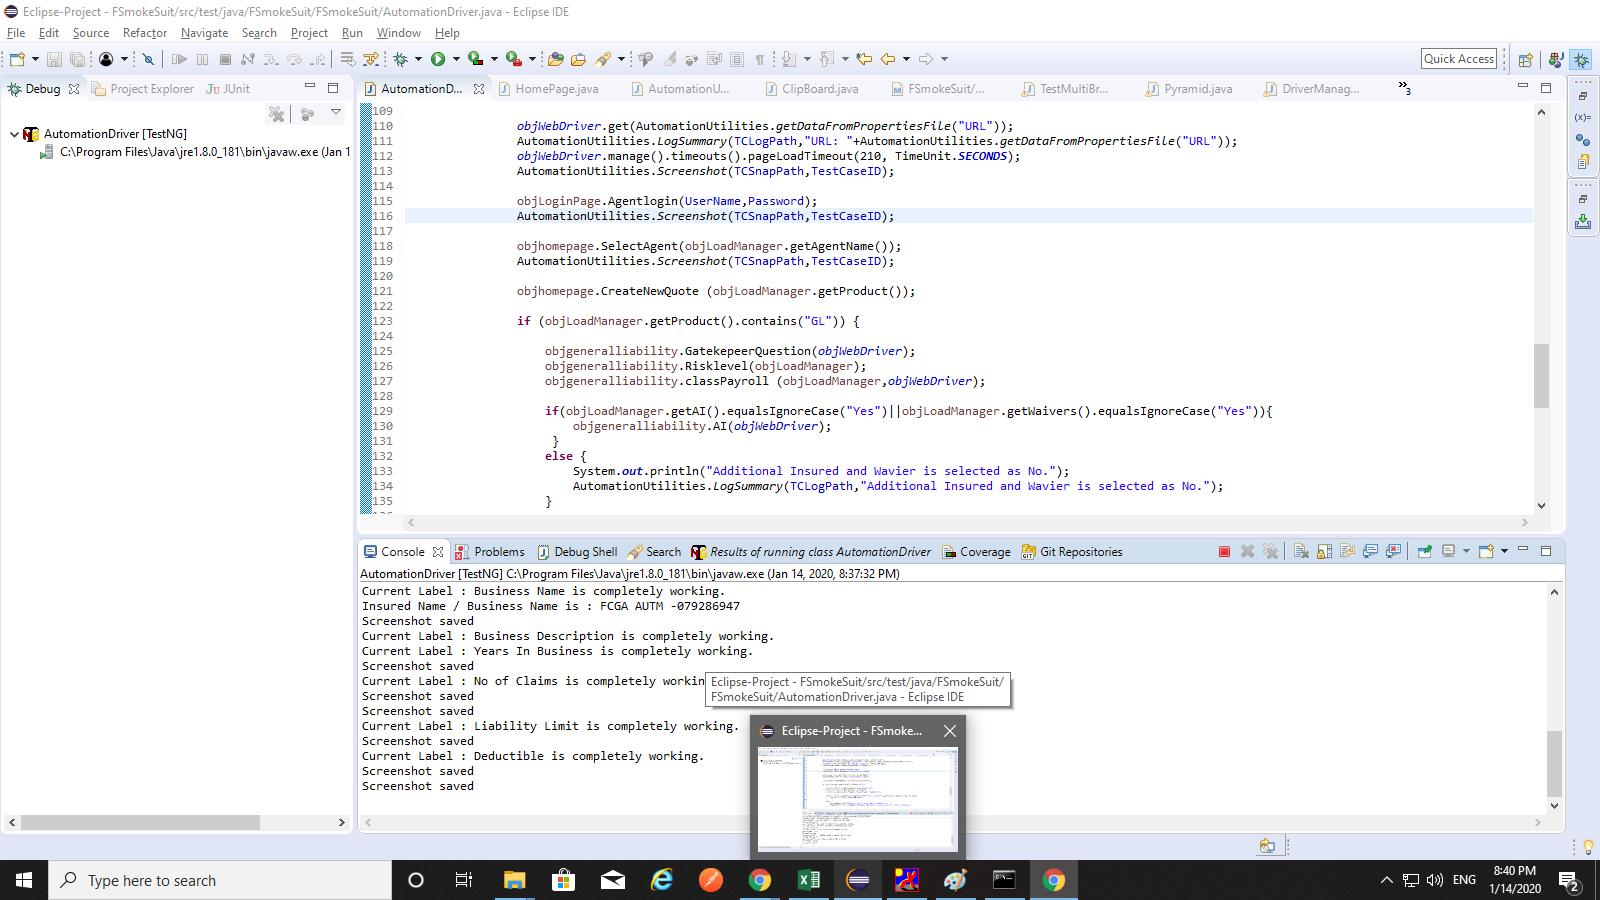 Eclipse-Project - FSmokeSuit/src/test/java/FSmokeSuit/FSmokeSuit/AutomationDriver.java - Eclipse IDE
File Edit Source Refactor Navigate Search Project Run Window Help
Quick Access
Debug Project Explorer JUnit
AutomationDriver [TestNG]
C:\Program Files\Java\jre1.8.0_181\bin\javaw.exe (Jan 1
AutomationD... HomePage.java AutomationU... ClipBoard.java FSmokeSuit/... TestMultiBr... Pyramid.java DriverManag... »3
109
110 objWebDriver.get(AutomationUtilities.getDataFromPropertiesFile("URL"));
111 AutomationUtilities.LogSummary(TCLogPath,"URL: "+AutomationUtilities.getDataFromPropertiesFile("URL"));
112 objWebDriver.manage().timeouts().pageLoadTimeout(210, TimeUnit.SECONDS);
113 AutomationUtilities.Screenshot(TCSnapPath,TestCaseID);
114
115 objLoginPage.Agentlogin(UserName,Password);
116 AutomationUtilities.Screenshot(TCSnapPath,TestCaseID);
117
118 objhomepage.SelectAgent(objLoadManager.getAgentName());
119 AutomationUtilities.Screenshot(TCSnapPath,TestCaseID);
120
121 objhomepage.CreateNewQuote (objLoadManager.getProduct());
122
123 if (objLoadManager.getProduct().contains("GL")) {
124
125 objgeneralliability.GatekepeerQuestion(objWebDriver);
126 objgeneralliability.Risklevel(objLoadManager);
127 objgeneralliability.classPayroll (objLoadManager,objWebDriver);
128
129 if(objLoadManager.getAI().equalsIgnoreCase("Yes")||objLoadManager.getWaivers().equalsIgnoreCase("Yes")){
130 objgeneralliability.AI(objWebDriver);
131 }
132 else {
133 System.out.println("Additional Insured and Wavier is selected as No.");
134 AutomationUtilities.LogSummary(TCLogPath,"Additional Insured and Wavier is selected as No.");
135 }
Console Problems Debug Shell Search Results of running class AutomationDriver Coverage Git Repositories
AutomationDriver [TestNG] C:\Program Files\Java\jre1.8.0_181\bin\javaw.exe (Jan 14, 2020, 8:37:32 PM)
Current Label : Business Name is completely working.
Insured Name / Business Name is : FCGA AUTM -079286947
Screenshot saved
Current Label : Business Description is completely working.
Current Label : Years In Business is completely working.
Screenshot saved
Current Label : No of Claims is completely workin
Screenshot saved
Screenshot saved
Current Label : Liability Limit is completely working.
Screenshot saved
Current Label : Deductible is completely working.
Screenshot saved
Screenshot saved
Eclipse-Project - FSmokeSuit/src/test/java/FSmokeSuit/
FSmokeSuit/AutomationDriver.java - Eclipse IDE
Eclipse-Project - FSmoke...
Type here to search
ENG
8:40 PM
1/14/2020
2